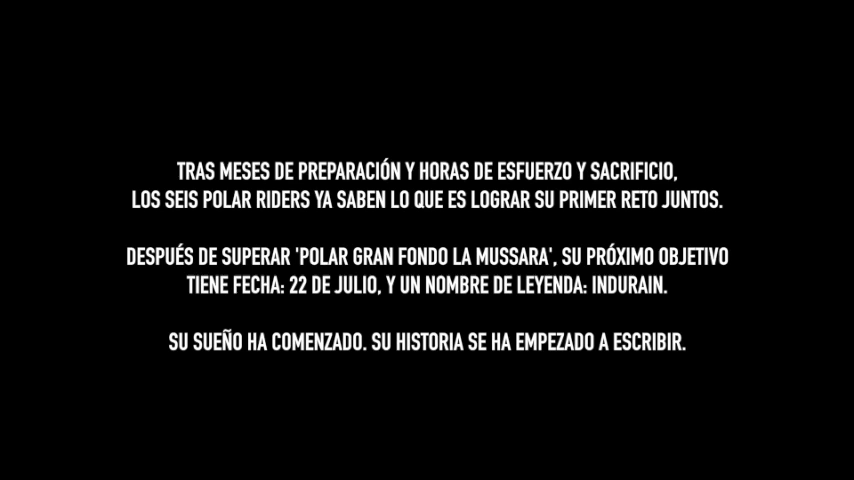 TRAS MESES DE PREPARACIÓN Y HORAS DE ESFUERZO Y SACRIFICIO,
LOS SEIS POLAR RIDERS YA SABEN LO QUE ES LOGRAR SU PRIMER RETO JUNTOS.
DESPUÉS DE SUPERAR 'POLAR GRAN FONDO LA MUSSARA', SU PRÓXIMO OBJETIVO
TIENE FECHA: 22 DE JULIO, Y UN NOMBRE DE LEYENDA: INDURAIN.
SU SUEÑO HA COMENZADO. SU HISTORIA SE HA EMPEZADO A ESCRIBIR.